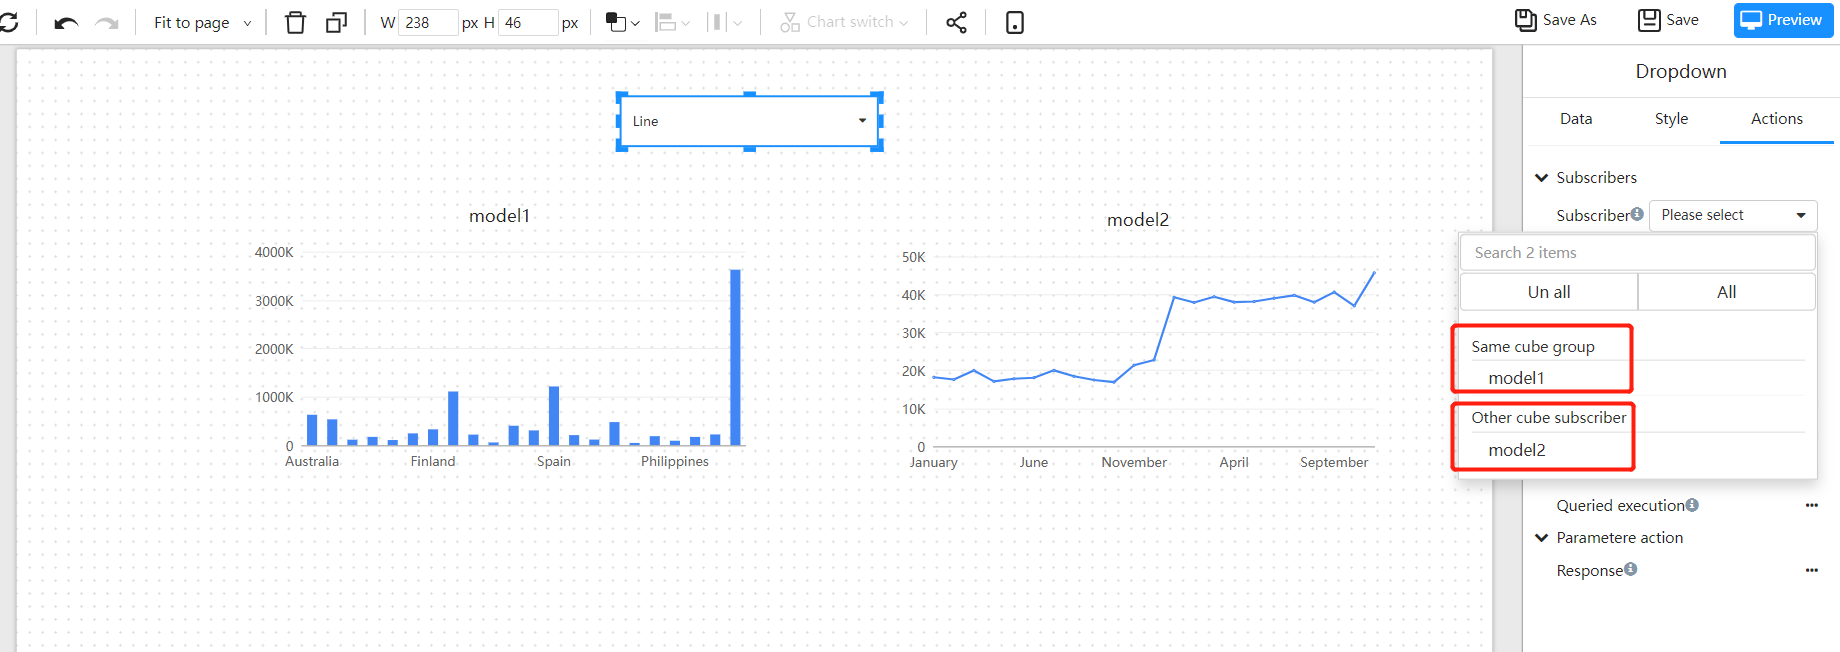 Fit to page
W 238 px H 46 px
Chart switch
Save As
Save
Preview
Dropdown
Data
Style
Actions
Subscribers
Subscriber
Please select
Search 2 items
Un all
All
Same cube group
model1
Other cube subscriber
model2
Queried execution
Parametere action
Response
Line
model1
4000K
3000K
2000K
1000K
0
Australia
Finland
Spain
Philippines
model2
50K
40K
30K
20K
10K
0
January
June
November
April
September